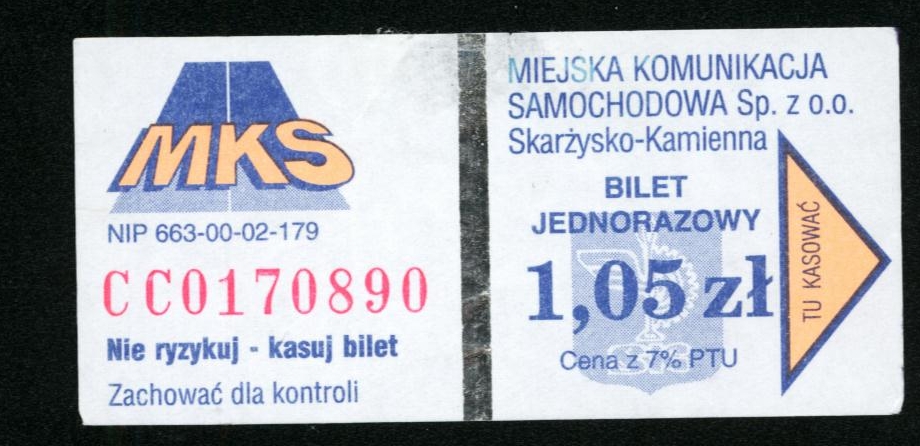 MKS
NIP 663-00-02-179
CC0170890
Nie ryzykuj - kasuj bilet
Zachować dla kontroli
MIEJSKA KOMUNIKACJA
SAMOCHODOWA Sp. z o.o.
Skarżysko-Kamienna
BILET
JEDNORAZOWY
1,05 zł
Cena z 7% PTU
TU KASOWAĆ